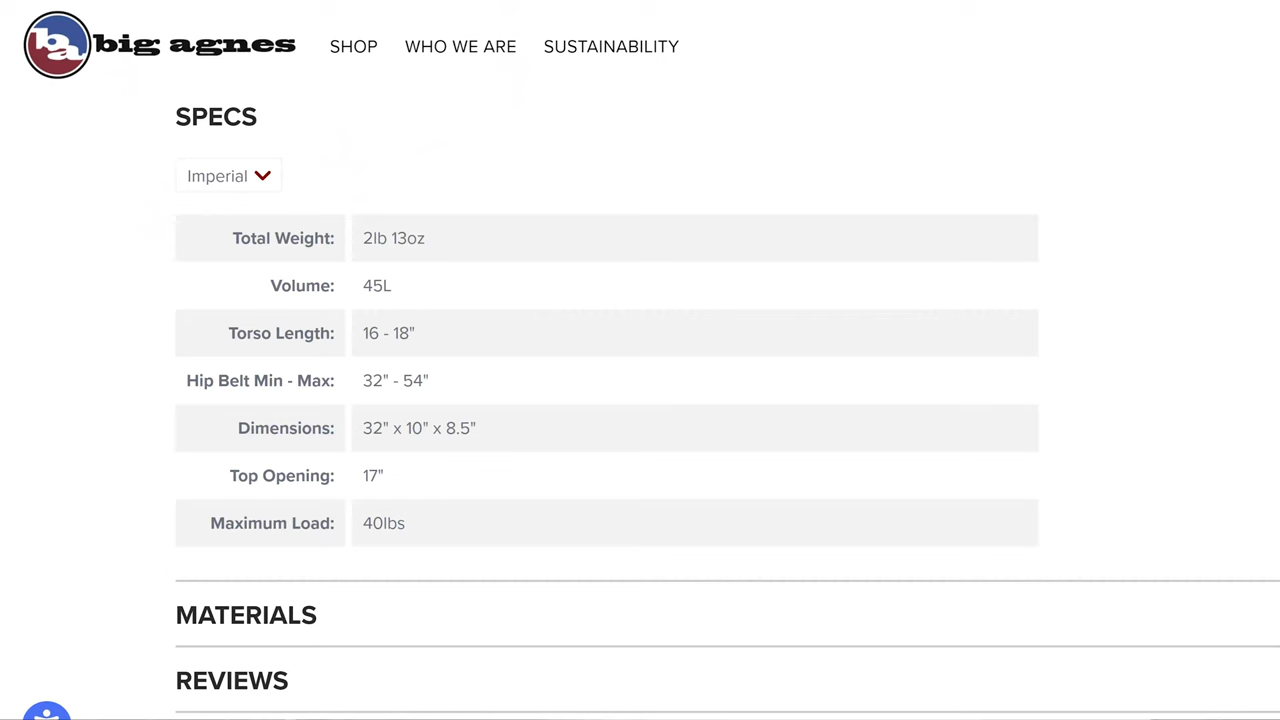 ba big agnes SHOP WHO WE ARE SUSTAINABILITY
SPECS
Imperial
Total Weight: 2lb 13oz
Volume: 45L
Torso Length: 16 - 18"
Hip Belt Min - Max: 32" - 54"
Dimensions: 32" x 10" x 8.5"
Top Opening: 17"
Maximum Load: 40lbs
MATERIALS
REVIEWS